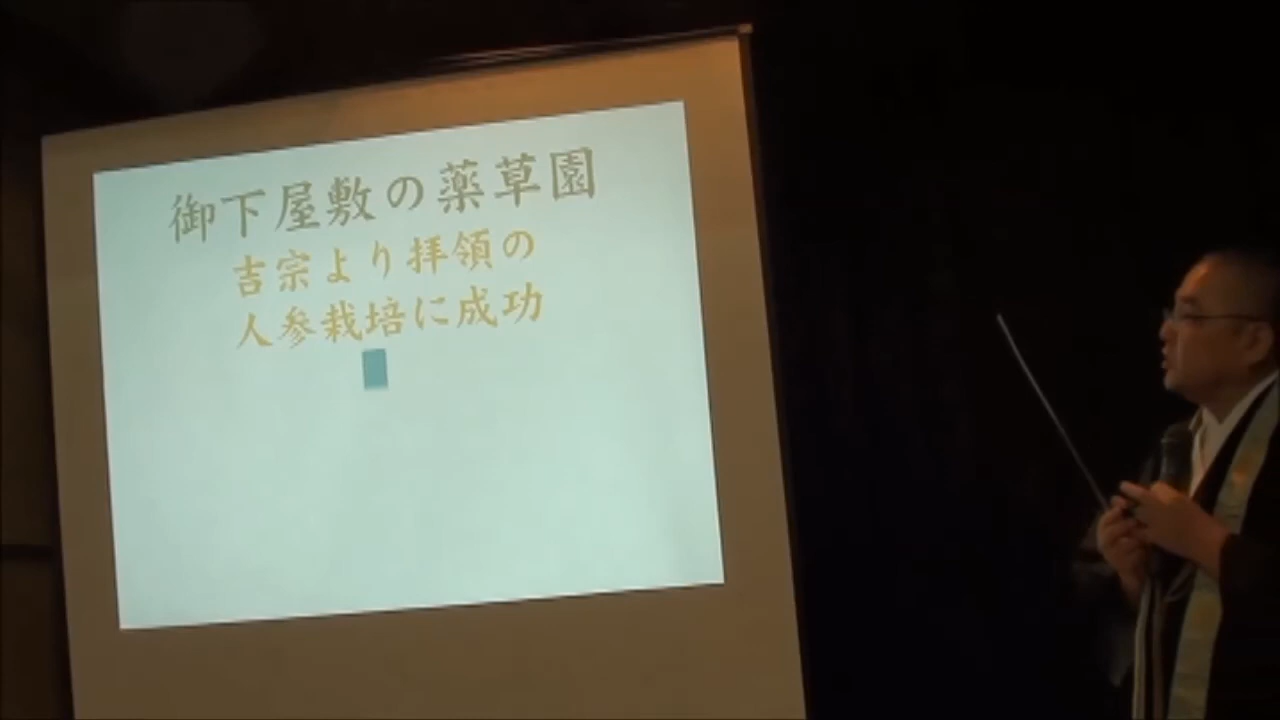 御下屋敷の薬草園
吉宗より拝領の
人参栽培に成功